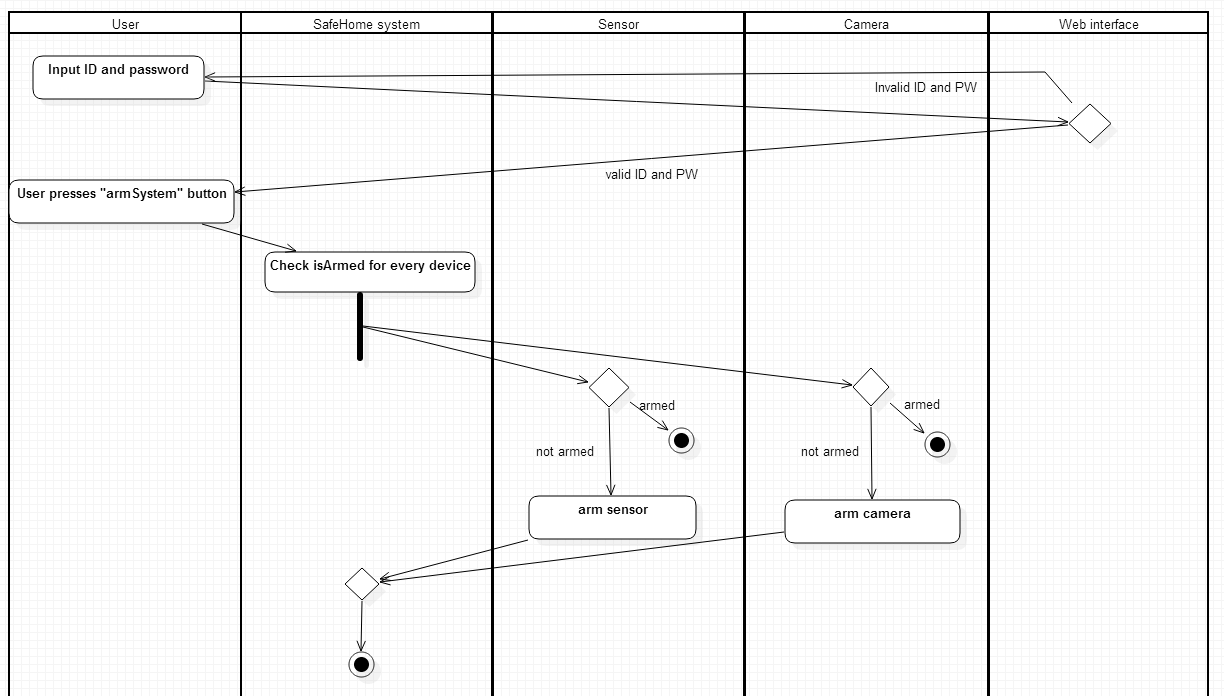 User
SafeHome system
Sensor
Camera
Web interface
Input ID and password
Invalid ID and PW
valid ID and PW
User presses "armSystem" button
Check isArmed for every device
armed
armed
not armed
not armed
arm sensor
arm camera